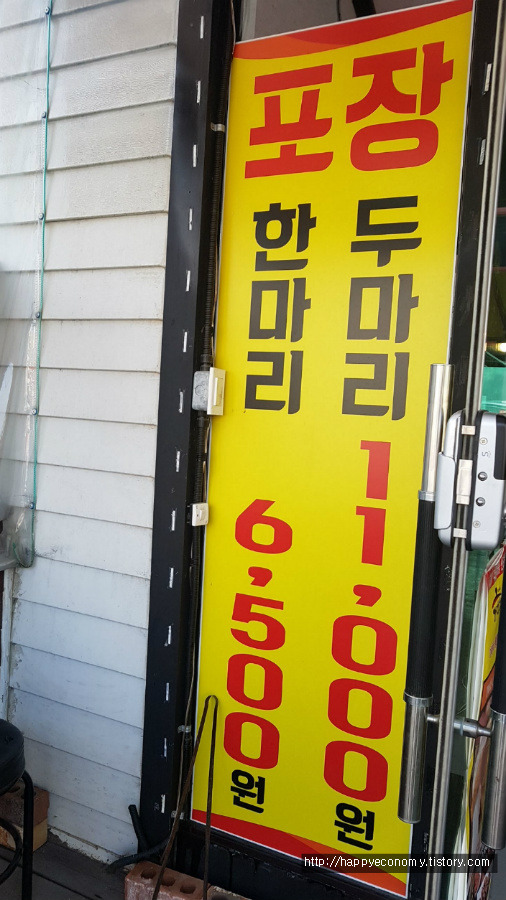 포장
두마리 11,000원
한마리 6,500원
http://happyeconomy.tistory.com